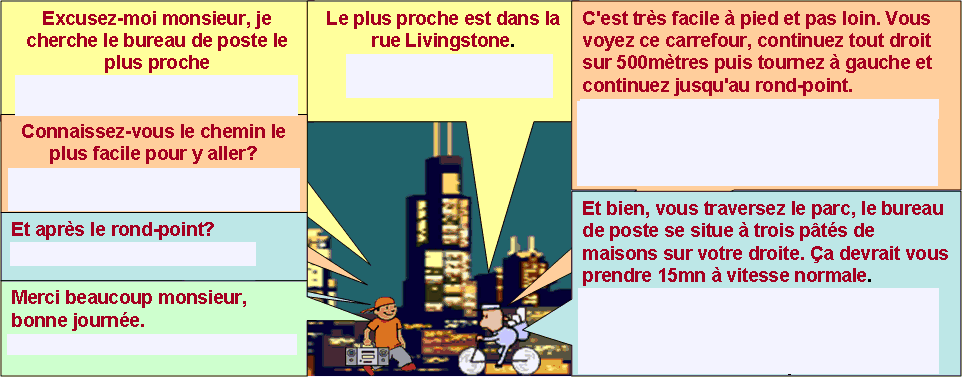 Excusez-moi monsieur, je
cherche le bureau de poste le
plus proche
Le plus proche est dans la
rue Livingstone.
Connaissez-vous le chemin le
plus facile pour y aller?
C'est très facile à pied et pas loin. Vous
voyez ce carrefour, continuez tout droit
sur 500mètres puis tournez à gauche et
continuez jusqu'au rond-point.
Et après le rond-point?
Et bien, vous traversez le parc, le bureau
de poste se situe à trois pâtés de
maisons sur votre droite. Ça devrait vous
prendre 15mn à vitesse normale.
Merci beaucoup monsieur,
bonne journée.